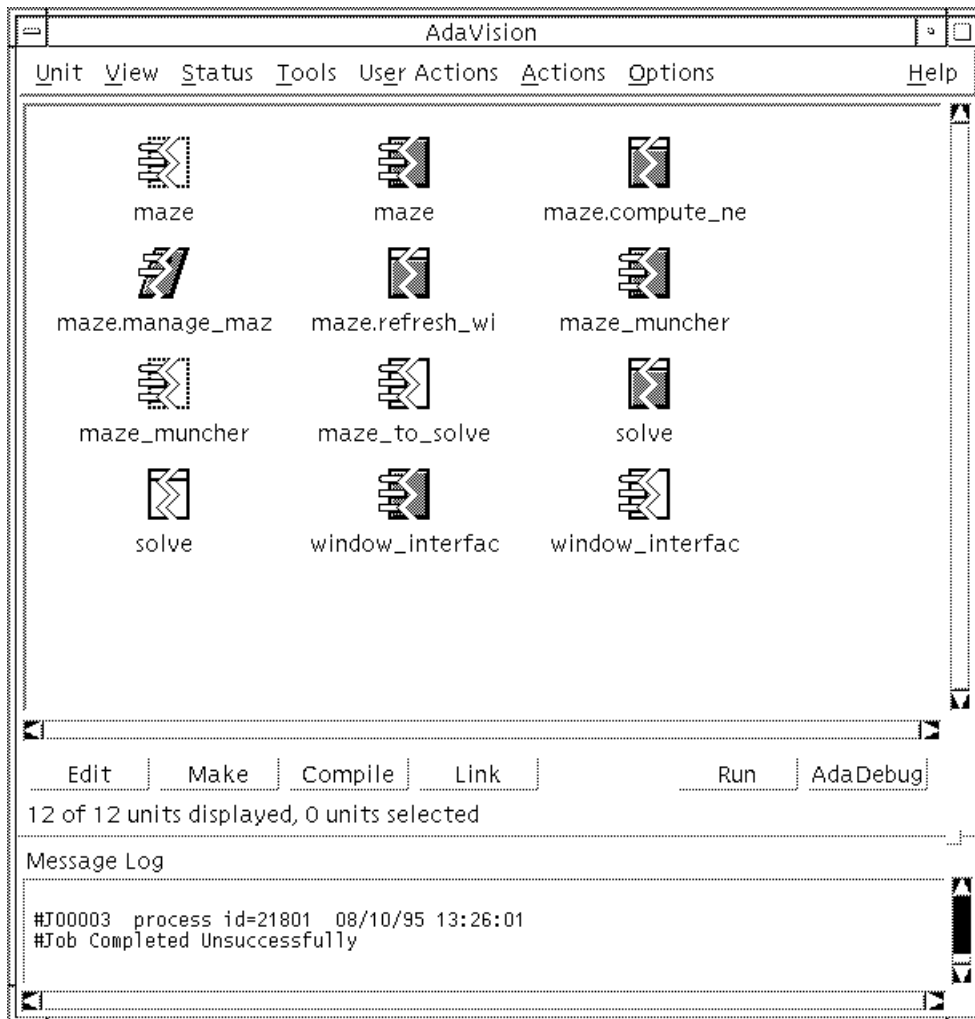 AdaVision
Unit View Status Tools User Actions Actions Options Help
maze maze maze.compute_ne
maze.manage_maz maze.refresh_wi maze_muncher
maze_muncher maze_to_solve solve
solve window_interfac window_interfac
Edit Make Compile Link Run AdaDebug
12 of 12 units displayed, 0 units selected
Message Log
#J00003 process id=21801 08/10/95 13:26:01
#Job Completed Unsuccessfully